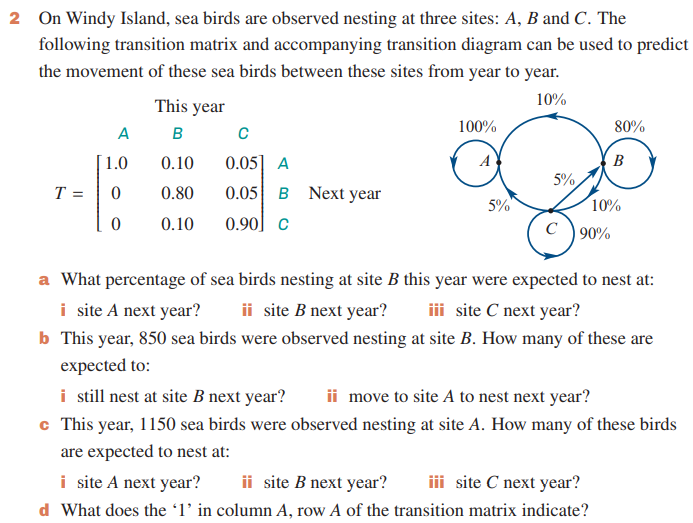 2 On Windy Island, sea birds are observed nesting at three sites: A, B and C. The
following transition matrix and accompanying transition diagram can be used to predict
the movement of these sea birds between these sites from year to year.
This year
A B C
1.0 0.10 0.05 A
T = 0 0.80 0.05 B Next year
0 0.10 0.90 C
10%
100% 80%
A B
5%
5% 10%
C 90%
a What percentage of sea birds nesting at site B this year were expected to nest at:
i site A next year? ii site B next year? iii site C next year?
b This year, 850 sea birds were observed nesting at site B. How many of these are
expected to:
i still nest at site B next year? ii move to site A to nest next year?
c This year, 1150 sea birds were observed nesting at site A. How many of these birds
are expected to nest at:
i site A next year? ii site B next year? iii site C next year?
d What does the ‘1’ in column A, row A of the transition matrix indicate?